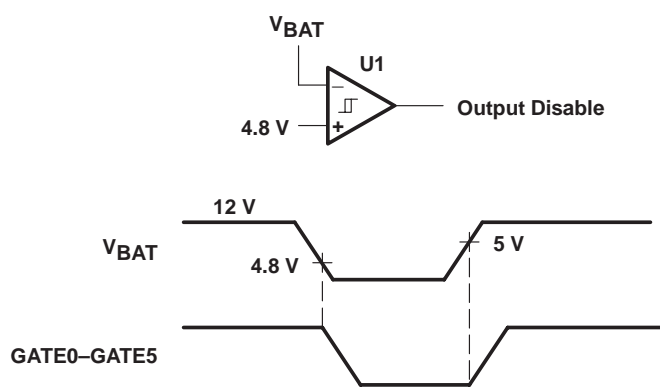 VBAT
U1
−
4.8 V
+
Output Disable
12 V
VBAT
4.8 V
5 V
GATE0–GATE5